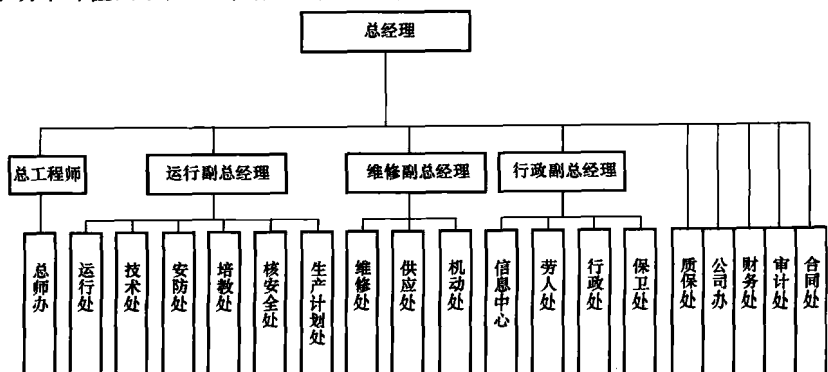 总经理
总工程师
运行副总经理
维修副总经理
行政副总经理
总师办
运行处
技术处
安防处
培教处
核安全处
生产计划处
维修处
供应处
机动处
信息中心
劳人处
行政处
保卫处
质保处
公司办
财务处
审计处
合同处